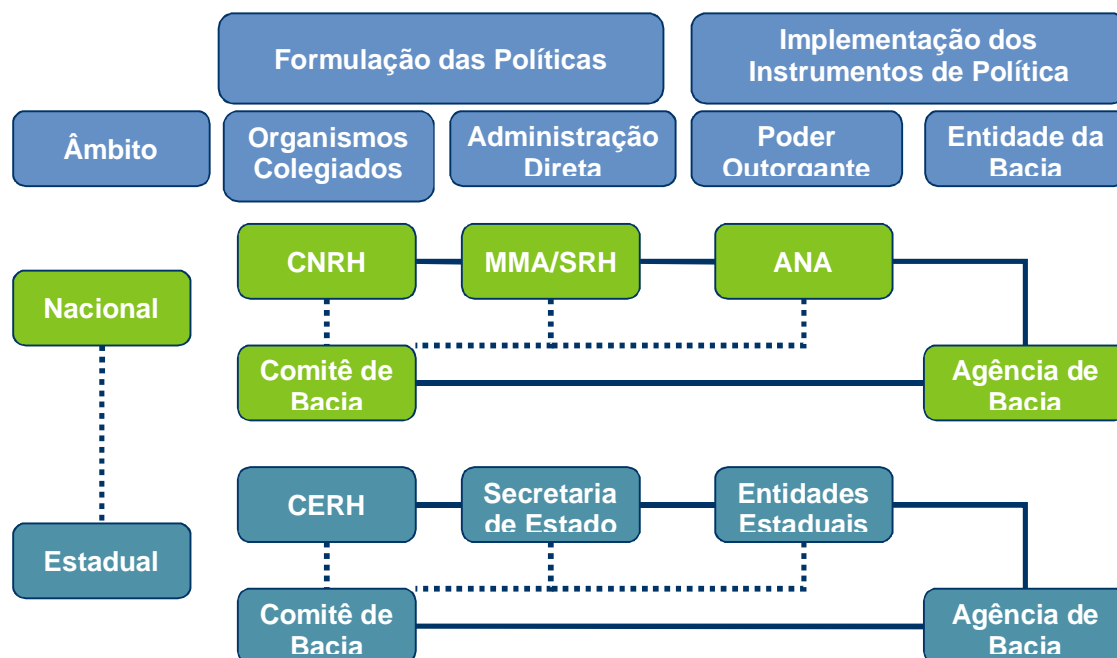 Formulação das Políticas
Implementação dos
Instrumentos de Política
Âmbito
Organismos
Colegiados
Administração
Direta
Poder
Outorgante
Entidade da
Bacia
Nacional
CNRH
MMA/SRH
ANA
Comitê de
Bacia
Agência de
Bacia
Estadual
CERH
Secretaria
de Estado
Entidades
Estaduais
Comitê de
Bacia
Agência de
Bacia